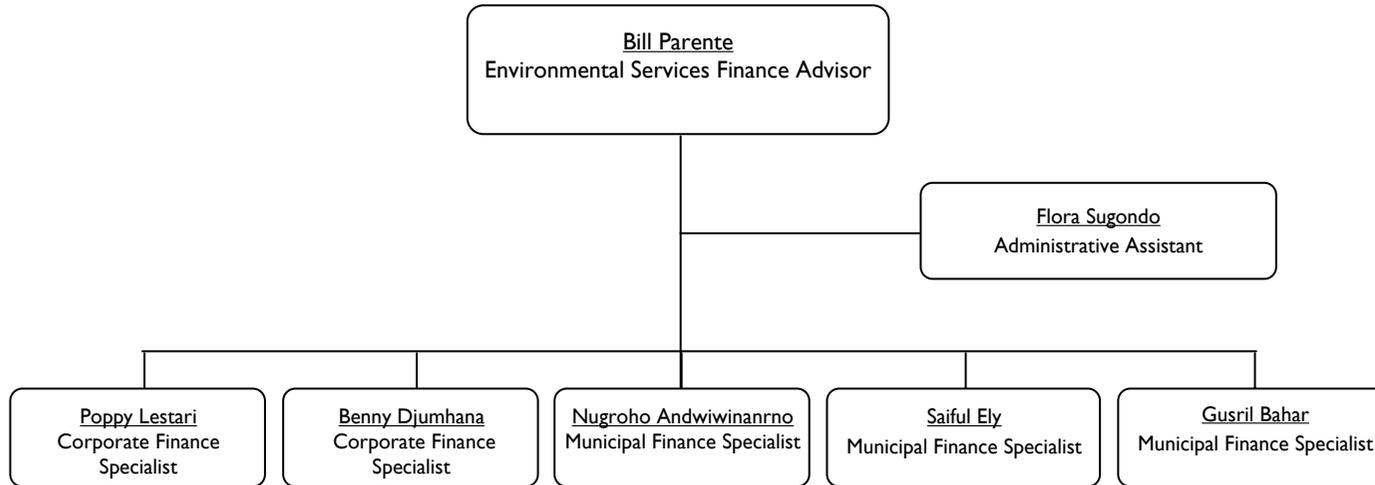 Bill Parente
Environmental Services Finance Advisor
Flora Sugondo
Administrative Assistant
Poppy Lestari
Corporate Finance
Specialist
Benny Djumhana
Corporate Finance
Specialist
Nugroho Andwiwinanrno
Municipal Finance Specialist
Saiful Ely
Municipal Finance Specialist
Gusril Bahar
Municipal Finance Specialist